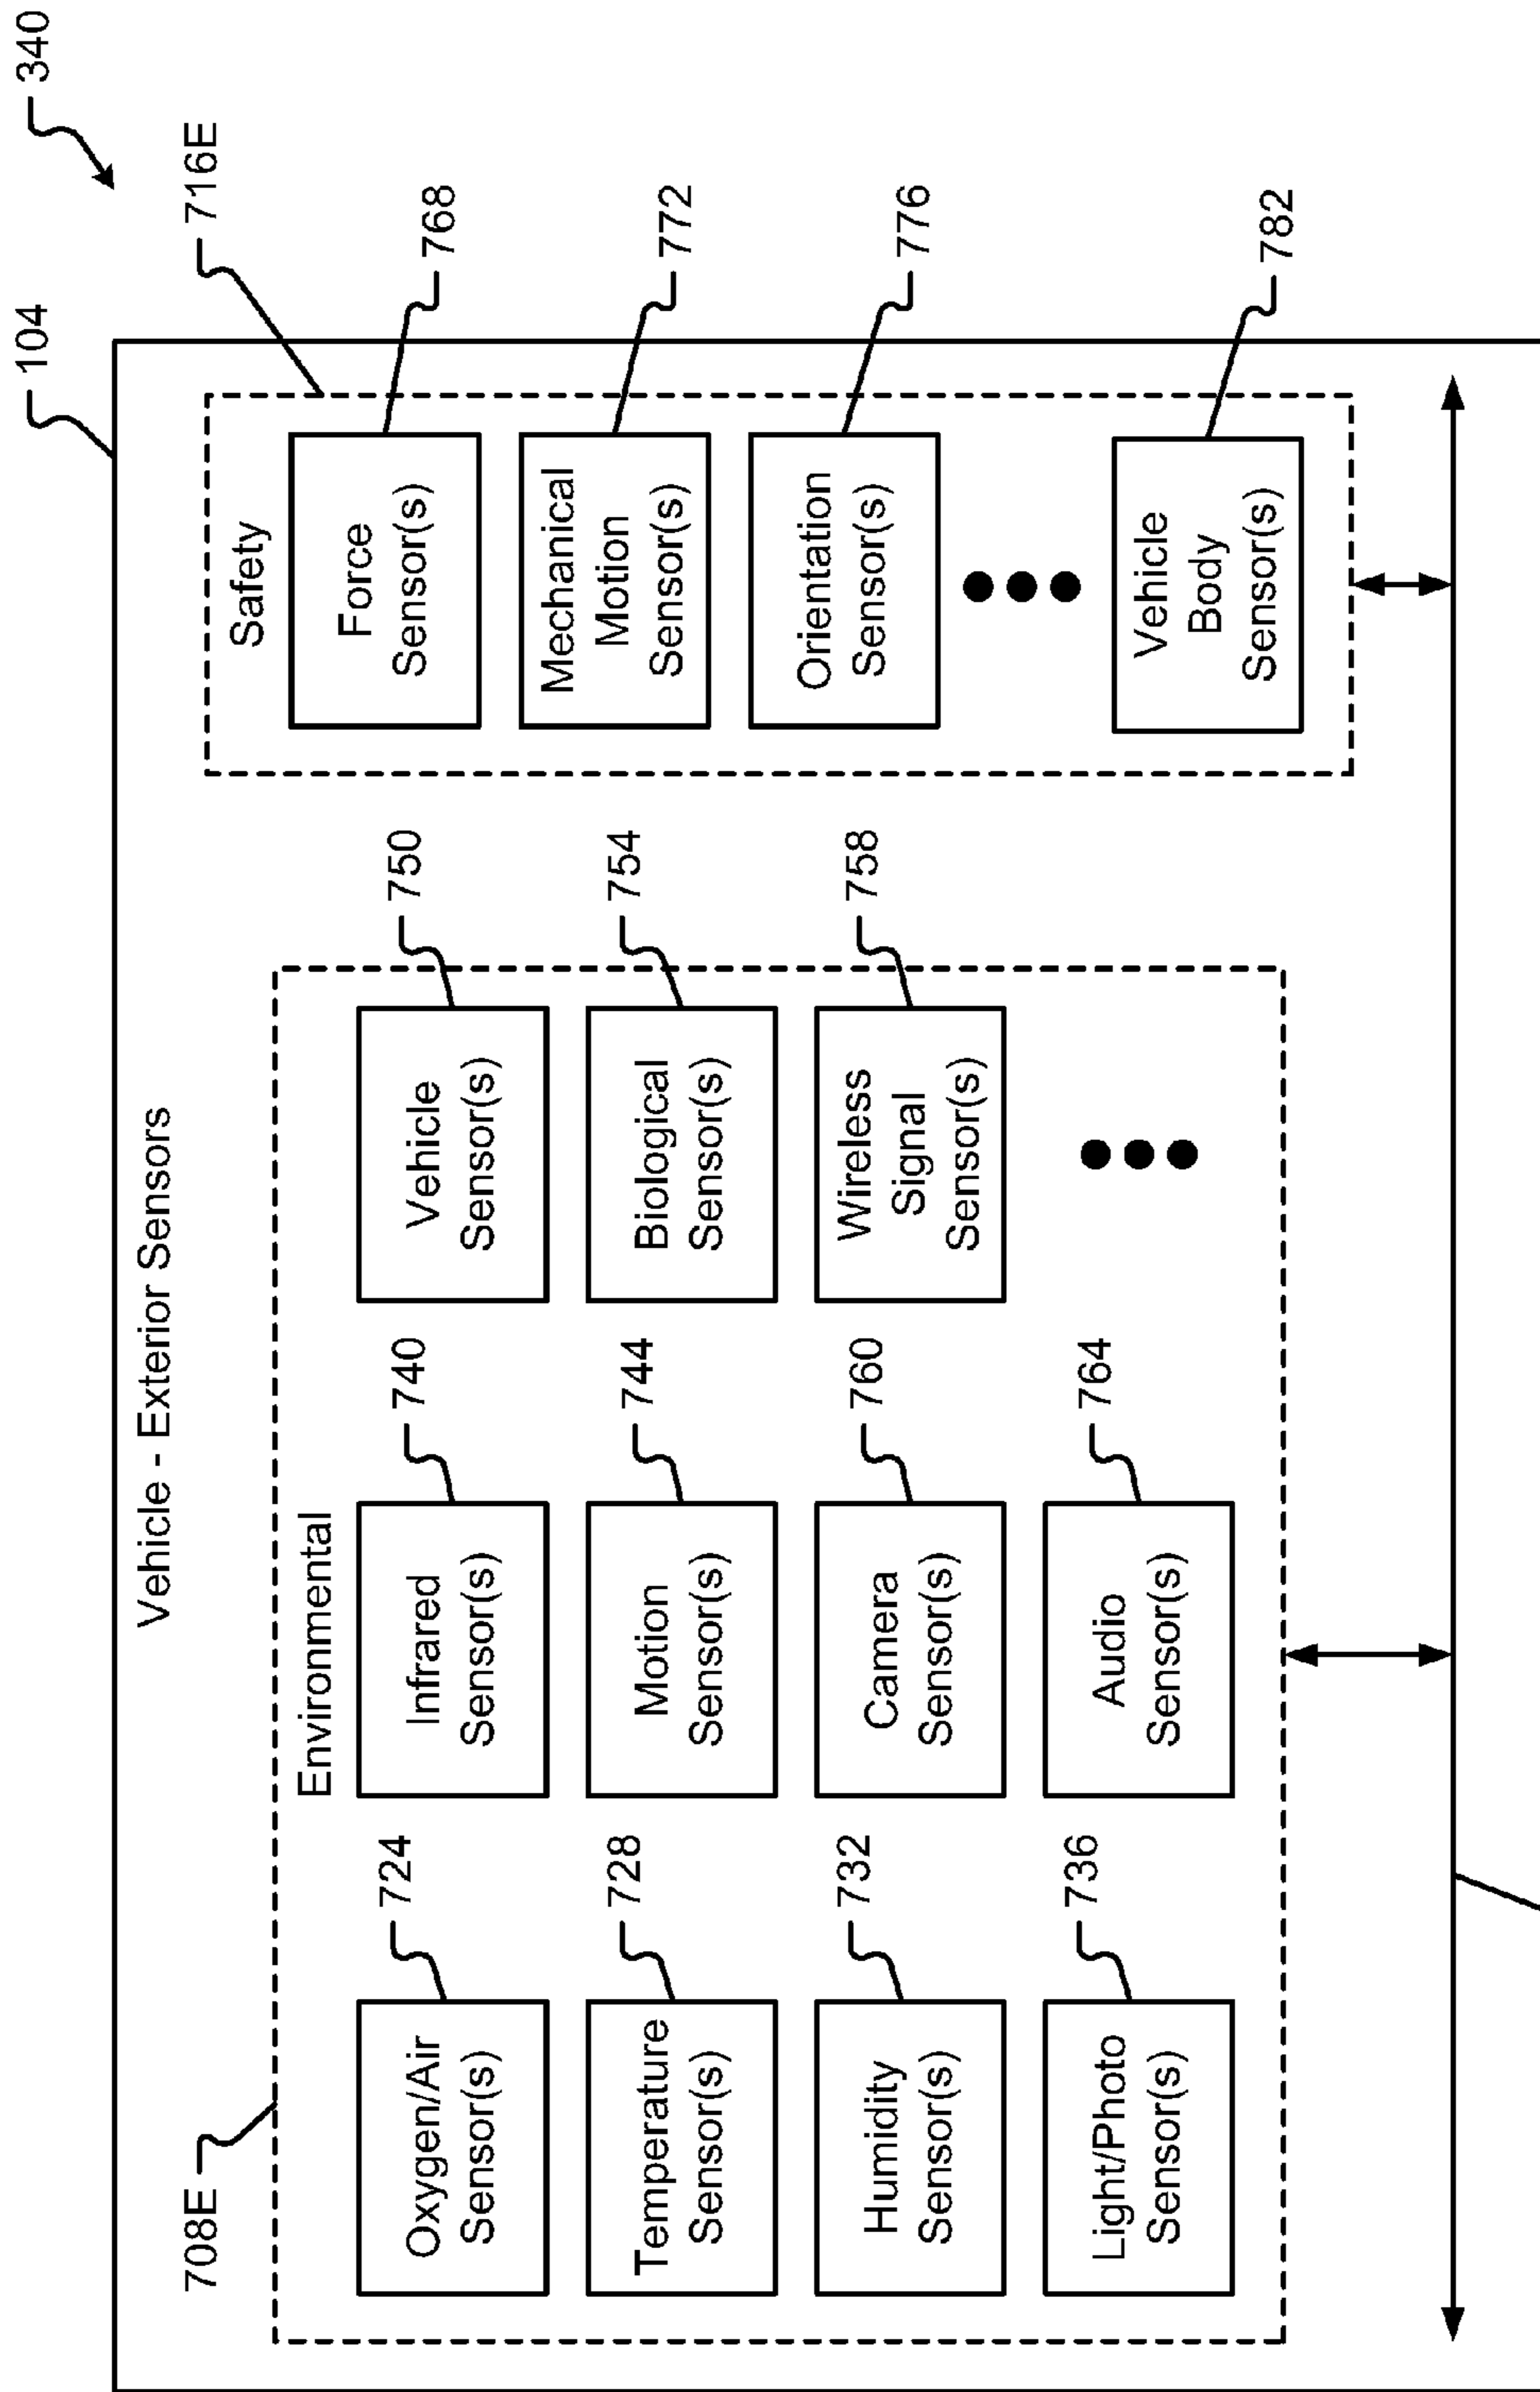 340
104
716E
Vehicle - Exterior Sensors
708E
Environmental
Oxygen/Air
Sensor(s)
724
Temperature
Sensor(s)
728
Humidity
Sensor(s)
732
Light/Photo
Sensor(s)
736
Infrared
Sensor(s)
740
Motion
Sensor(s)
744
Camera
Sensor(s)
760
Audio
Sensor(s)
764
Vehicle
Sensor(s)
750
Biological
Sensor(s)
754
Wireless
Signal
Sensor(s)
758
Safety
Force
Sensor(s)
768
Mechanical
Motion
Sensor(s)
772
Orientation
Sensor(s)
776
Vehicle
Body
Sensor(s)
782